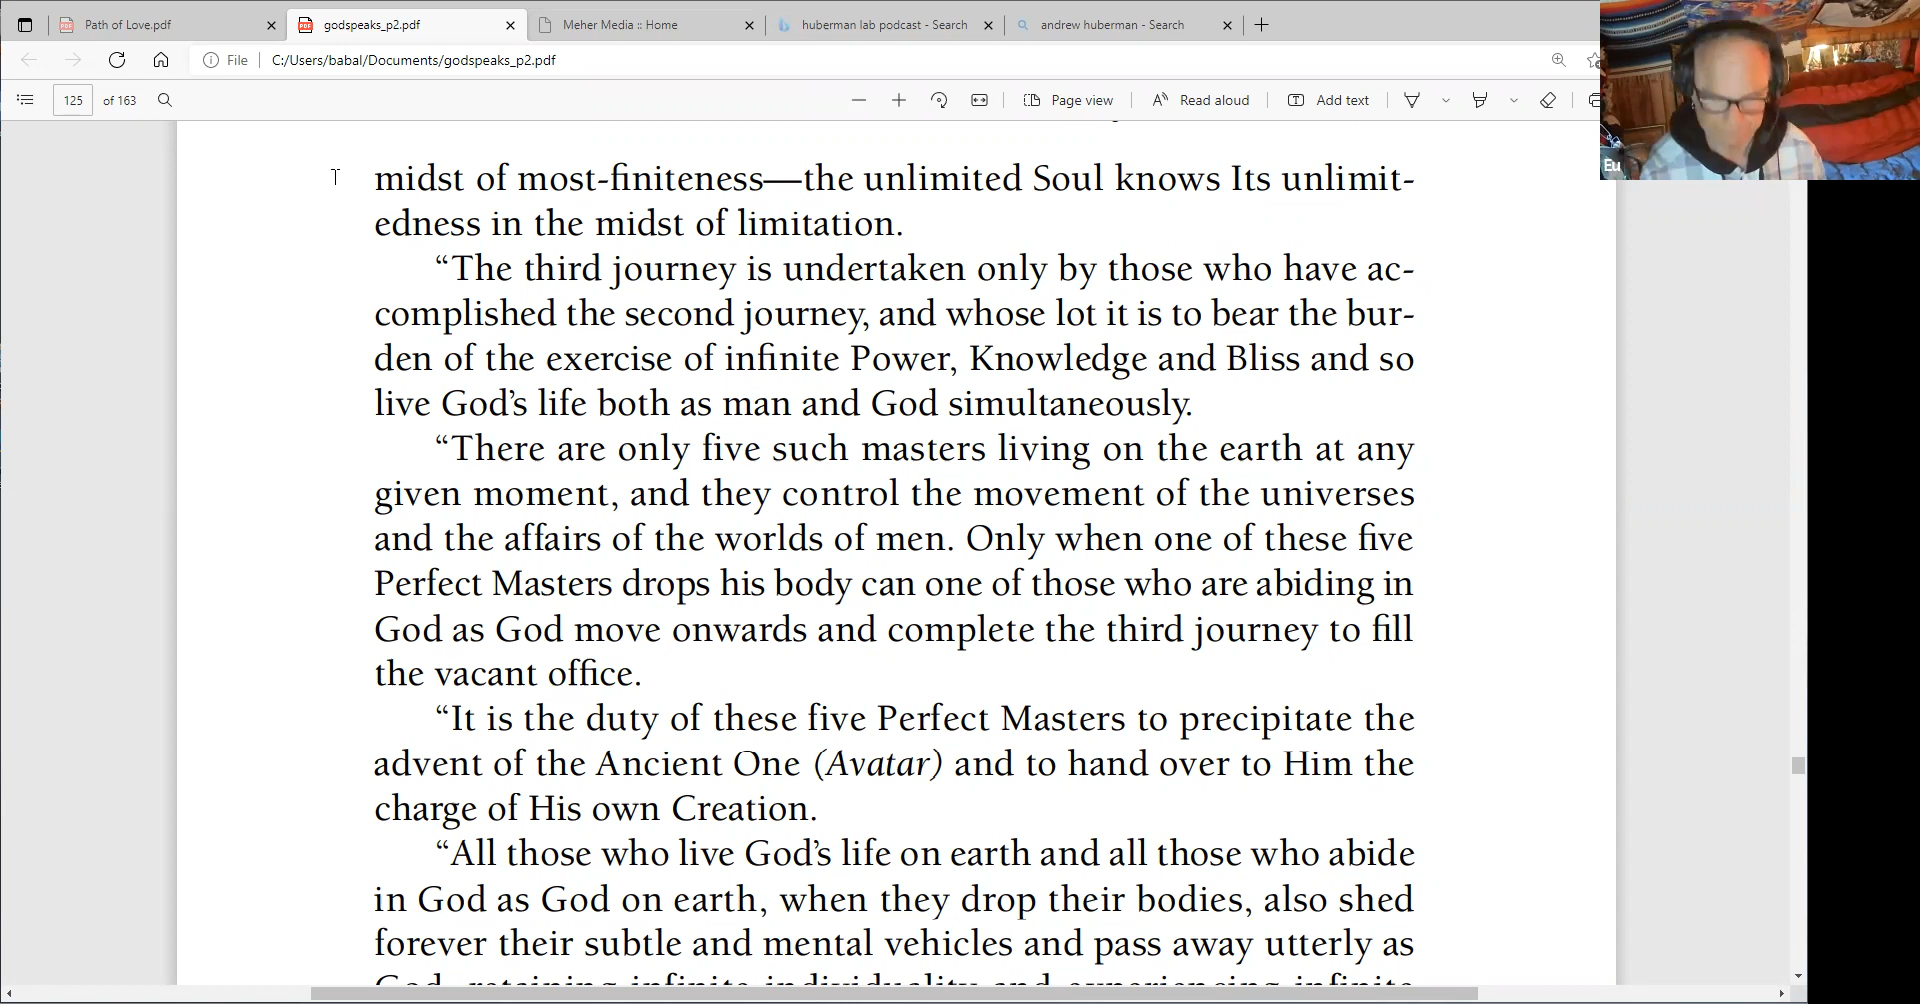 Path of Love.pdf
godspeaks_p2.pdf
Meher Media :: Home
huberman lab podcast - Search
andrew huberman - Search
File
C:/Users/babal/Documents/godspeaks_p2.pdf
125
of 163
Page view
Read aloud
Add text
Eu
midst of most-finiteness—the unlimited Soul knows Its unlimit-
edness in the midst of limitation.
“The third journey is undertaken only by those who have ac-
complished the second journey, and whose lot it is to bear the bur-
den of the exercise of infinite Power, Knowledge and Bliss and so
live God’s life both as man and God simultaneously.
“There are only five such masters living on the earth at any
given moment, and they control the movement of the universes
and the affairs of the worlds of men. Only when one of these five
Perfect Masters drops his body can one of those who are abiding in
God as God move onwards and complete the third journey to fill
the vacant office.
“It is the duty of these five Perfect Masters to precipitate the
advent of the Ancient One (Avatar) and to hand over to Him the
charge of His own Creation.
“All those who live God’s life on earth and all those who abide
in God as God on earth, when they drop their bodies, also shed
forever their subtle and mental vehicles and pass away utterly as
God, retaining infinite individuality and experiencing infinite